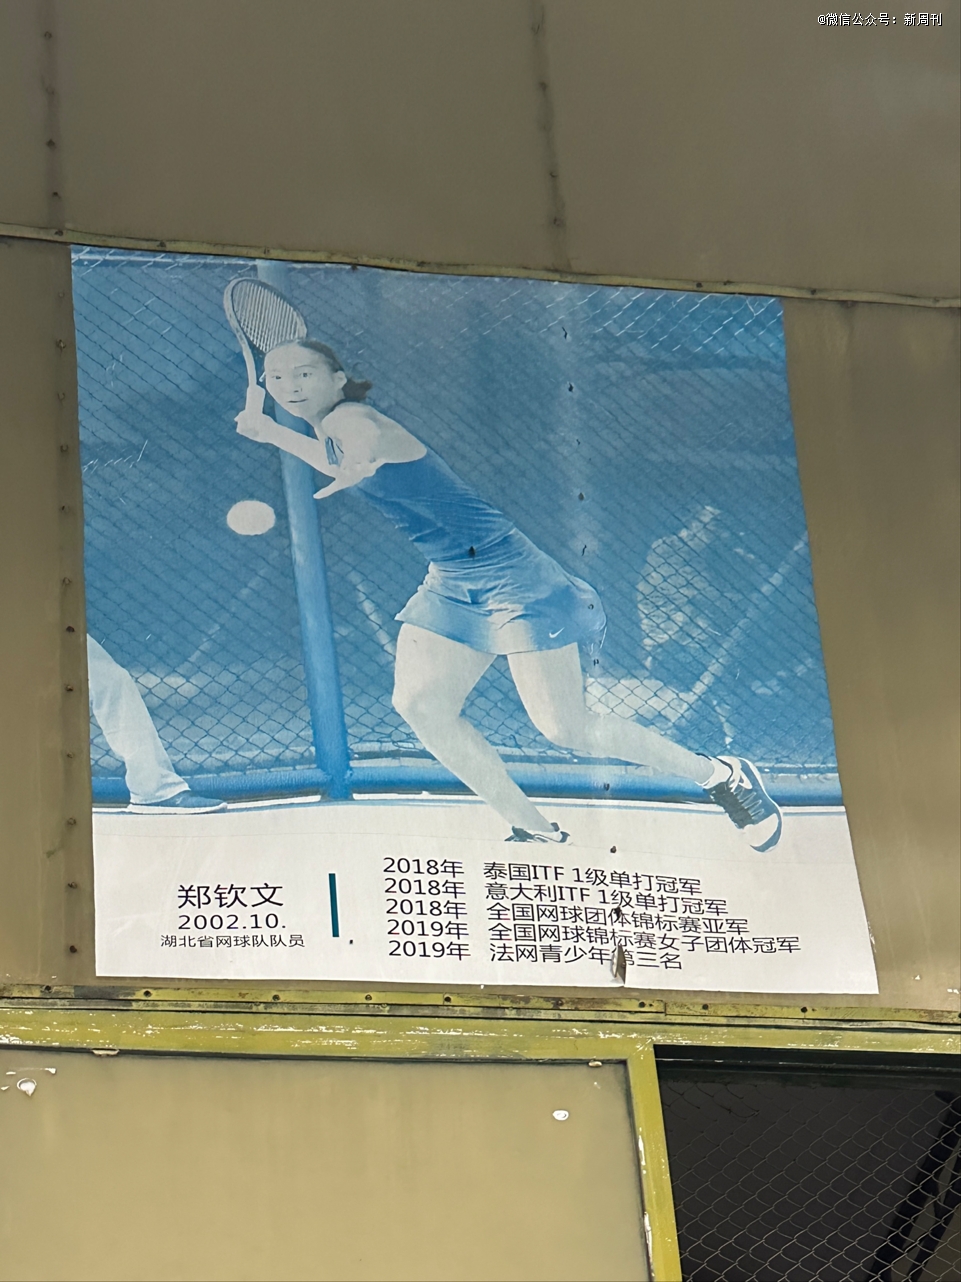 @微信公众号：新周刊
郑钦文
2002.10.
湖北省网球队队员
2018年 泰国ITF 1级单打冠军
2018年 意大利ITF 1级单打冠军
2018年 全国网球团体锦标赛亚军
2019年 全国网球锦标赛女子团体冠军
2019年 法网青少年第三名